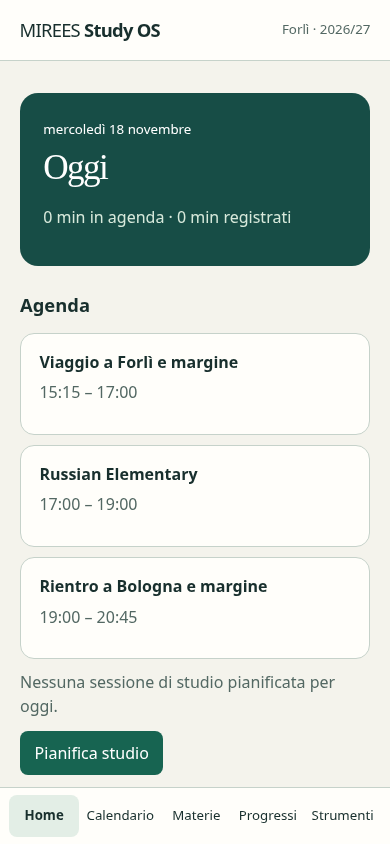 MIREES Study OS
Forlì · 2026/27
mercoledì 18 novembre
Oggi
0 min in agenda · 0 min registrati
Agenda
Viaggio a Forlì e margine
15:15 – 17:00
Russian Elementary
17:00 – 19:00
Rientro a Bologna e margine
19:00 – 20:45
Nessuna sessione di studio pianificata per
oggi.
Pianifica studio
Home
Calendario
Materie
Progressi
Strumenti